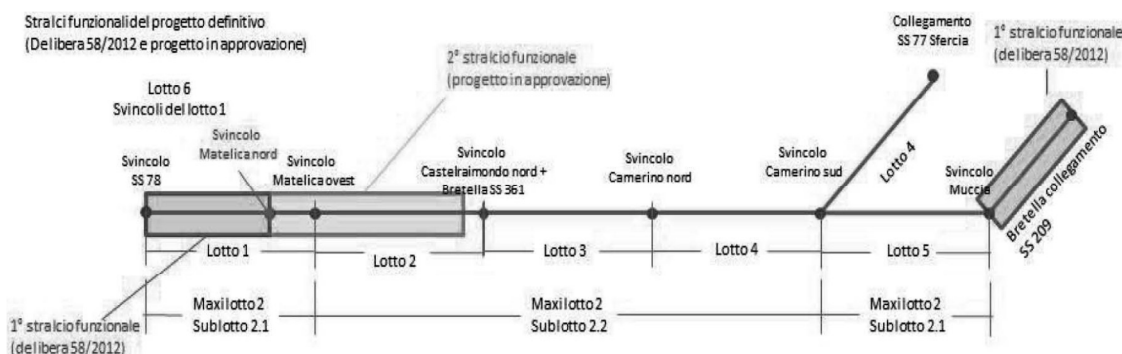 Stralci funzionali del progetto definitivo
(Delibera 58/2012 e progetto in approvazione)
Collegamento
SS 77 Sfercia
1° stralcio funzionale
(delibera 58/2012)
2° stralcio funzionale
(progetto in approvazione)
Lotto 6
Svincoli del lotto 1
Svincolo
Matelica nord
Svincolo
SS 78
Svincolo
Matelica ovest
Svincolo
Castelraimondo nord +
Bretella SS 361
Svincolo
Camerino nord
Svincolo
Camerino sud
Lotto 4
Svincolo
Muccia
Bretella collegamento
SS 209
Lotto 1
Lotto 2
Lotto 3
Lotto 4
Lotto 5
Maxilotto 2
Sublotto 2.1
Maxilotto 2
Sublotto 2.2
Maxilotto 2
Sublotto 2.1
1° stralcio funzionale
(delibera 58/2012)